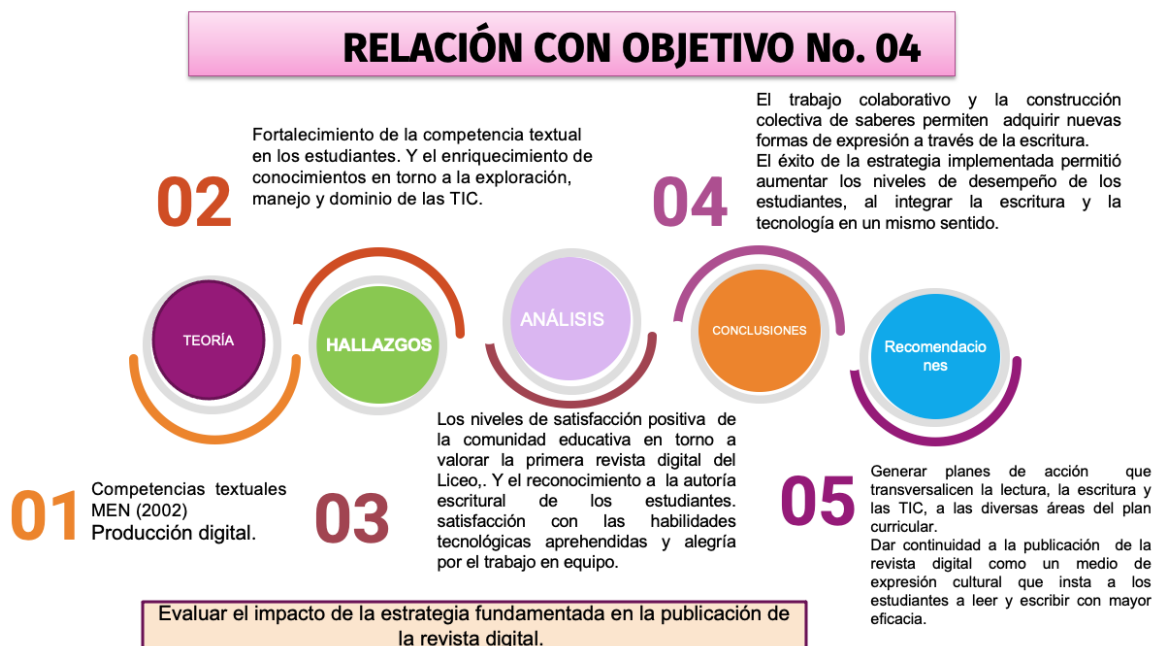 RELACIÓN CON OBJETIVO No. 04
01
TEORÍA
Competencias textuales
MEN (2002)
Producción digital.
02
HALLAZGOS
Fortalecimiento de la competencia textual
en los estudiantes. Y el enriquecimiento de
conocimientos en torno a la exploración,
manejo y dominio de las TIC.
03
ANÁLISIS
Los niveles de satisfacción positiva de
la comunidad educativa en torno a
valorar la primera revista digital del
Liceo,. Y el reconocimiento a la autoría
escritural de los estudiantes.
satisfacción con las habilidades
tecnológicas aprehendidas y alegría
por el trabajo en equipo.
04
CONCLUSIONES
El trabajo colaborativo y la construcción
colectiva de saberes permiten adquirir nuevas
formas de expresión a través de la escritura.
El éxito de la estrategia implementada permitió
aumentar los niveles de desempeño de los
estudiantes, al integrar la escritura y la
tecnología en un mismo sentido.
05
Recomendacio
nes
Generar planes de acción que
transversalicen la lectura, la escritura y
las TIC, a las diversas áreas del plan
curricular.
Dar continuidad a la publicación de la
revista digital como un medio de
expresión cultural que insta a los
estudiantes a leer y escribir con mayor
eficacia.
Evaluar el impacto de la estrategia fundamentada en la publicación de
la revista digital.